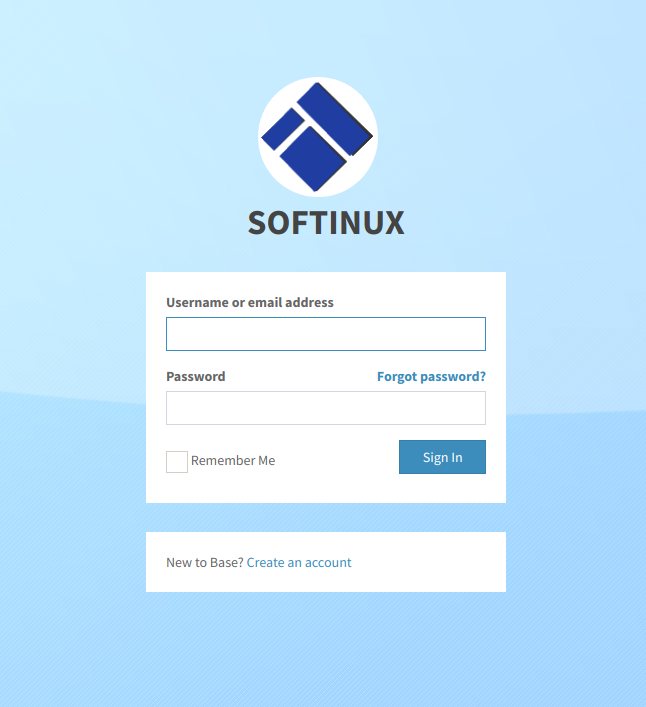 SOFTINUX
Username or email address
Password Forgot password?
Remember Me Sign In
New to Base? Create an account